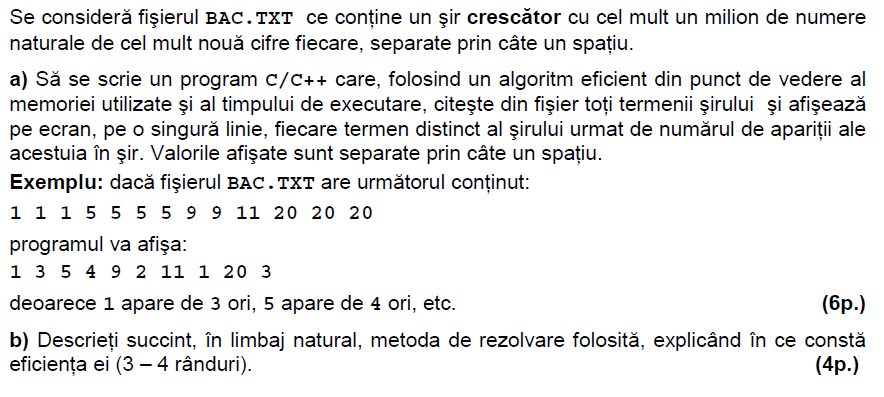 Se consideră fişierul BAC.TXT ce conţine un şir crescător cu cel mult un milion de numere
naturale de cel mult nouă cifre fiecare, separate prin câte un spaţiu.
a) Să se scrie un program C/C++ care, folosind un algoritm eficient din punct de vedere al
memoriei utilizate şi al timpului de executare, citeşte din fişier toţi termenii şirului şi afişează
pe ecran, pe o singură linie, fiecare termen distinct al şirului urmat de numărul de apariţii ale
acestuia în şir. Valorile afişate sunt separate prin câte un spaţiu.
Exemplu: dacă fişierul BAC.TXT are următorul conţinut:
1 1 1 5 5 5 5 9 9 11 20 20 20
programul va afişa:
1 3 5 4 9 2 11 1 20 3
deoarece 1 apare de 3 ori, 5 apare de 4 ori, etc. (6p.)
b) Descrieţi succint, în limbaj natural, metoda de rezolvare folosită, explicând în ce constă
eficienţa ei (3 – 4 rânduri). (4p.)